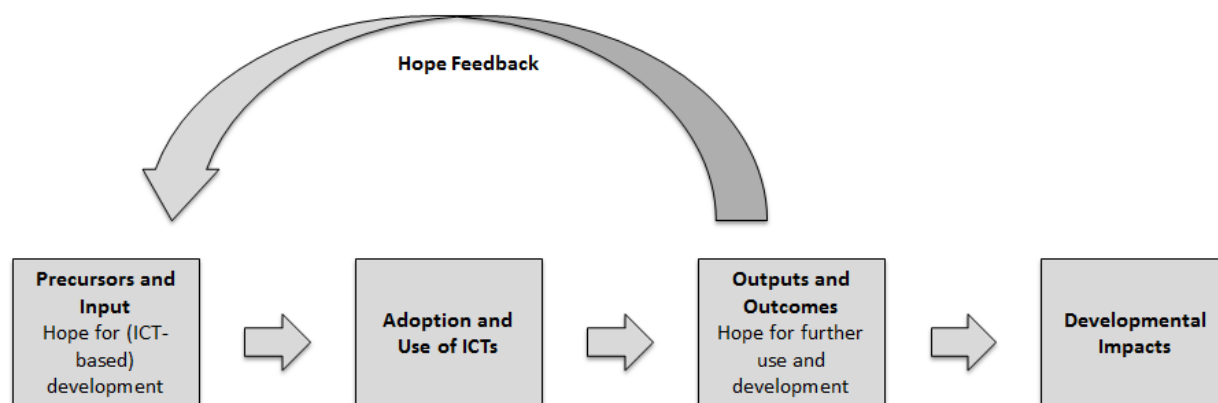 Hope Feedback
Precursors and
Input
Hope for (ICT-
based)
development
Adoption and
Use of ICTs
Outputs and
Outcomes
Hope for further
use and
development
Developmental
Impacts